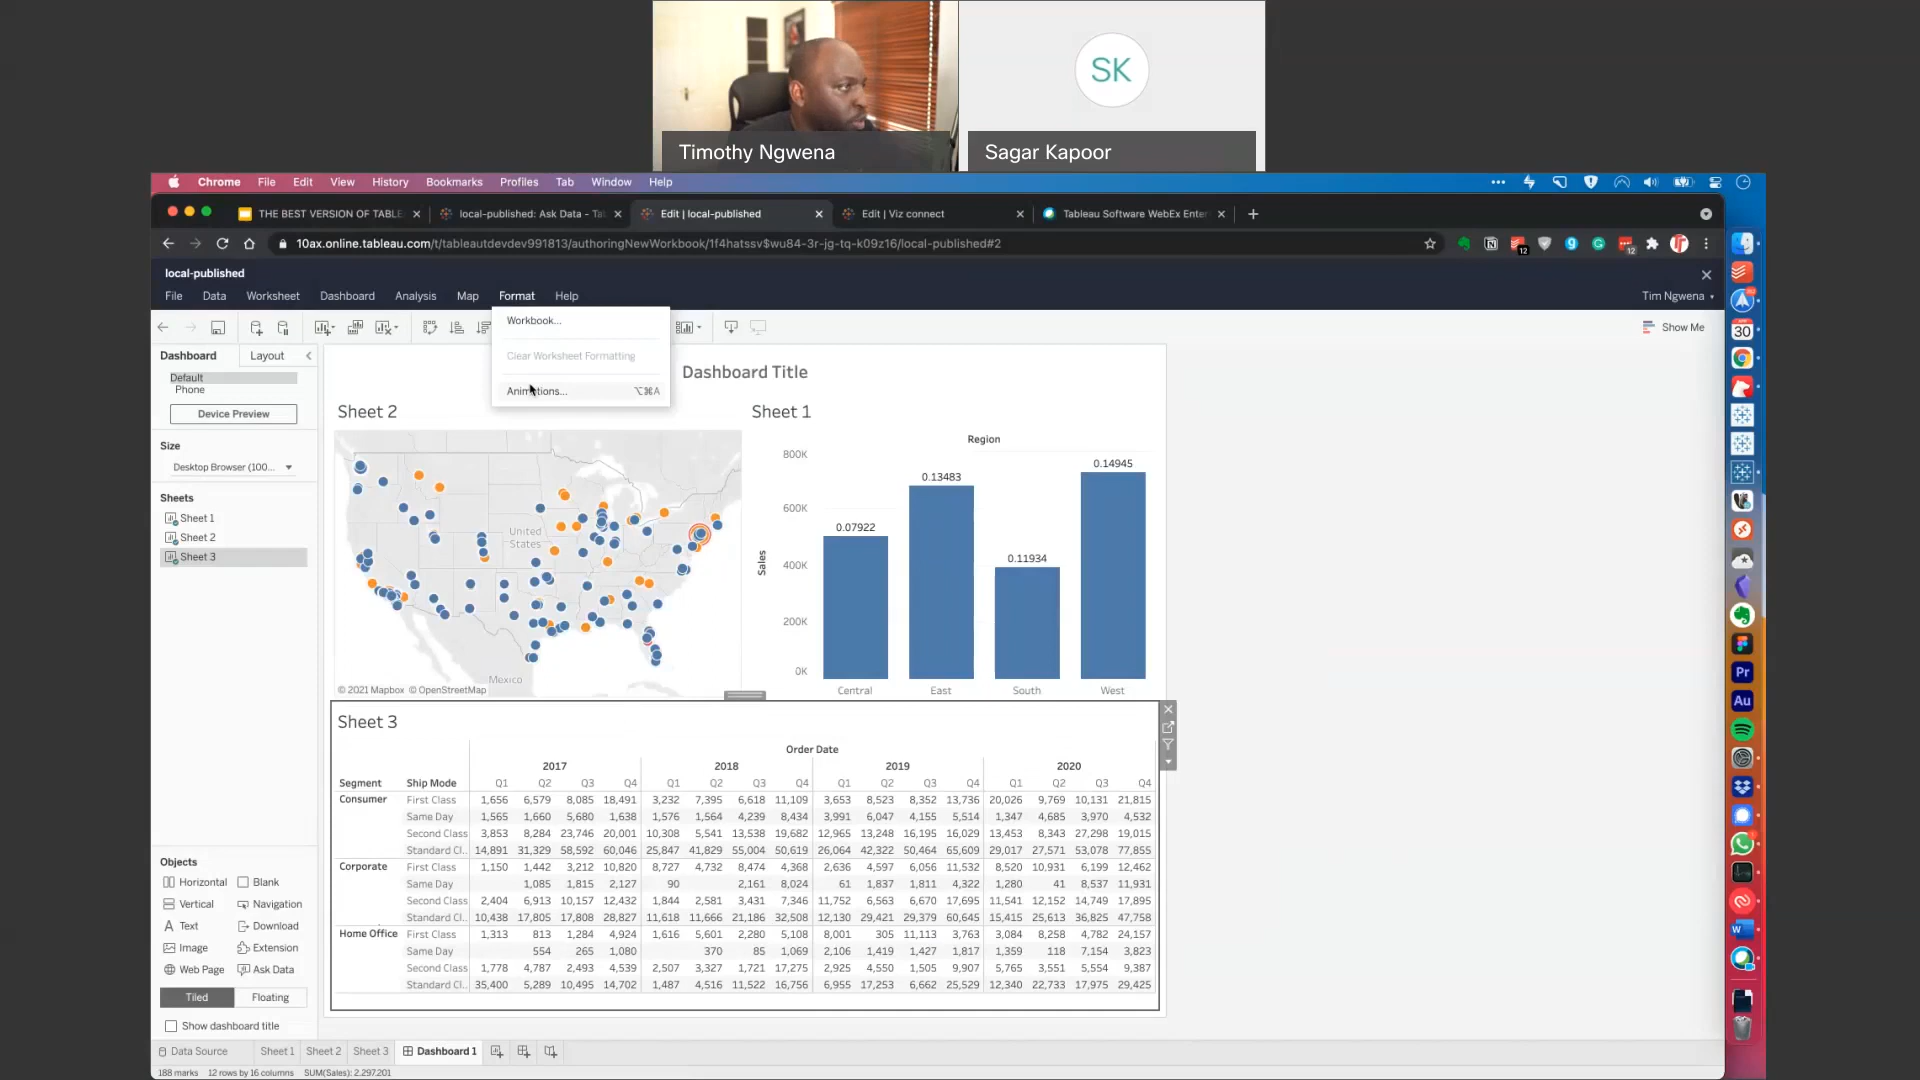 SK
Timothy Ngwena
Sagar Kapoor
Chrome File Edit View History Bookmarks Profiles Tab Window Help
THE BEST VERSION OF TABLE
local-published: Ask Data - Ta
Edit | local-published
Edit | Viz connect
Tableau Software WebEx Enter
10ax.online.tableau.com/t/tableautdevdev991813/authoringNewWorkbook/1f4hatssv$wu84-3r-jg-tq-k09z16/local-published#2
12
12
local-published
File Data Worksheet Dashboard Analysis Map Format Help
Tim Ngwena
Workbook...
Clear Worksheet Formatting
Animations... ⌥⌘A
Show Me
Dashboard Layout
Default
Phone
Device Preview
Size
Desktop Browser (100...
Sheets
Sheet 1
Sheet 2
Sheet 3
Objects
Horizontal Blank
Vertical Navigation
Text Download
Image Extension
Web Page Ask Data
Tiled Floating
Show dashboard title
Dashboard Title
Sheet 2
United
States
Mexico
© 2021 Mapbox © OpenStreetMap
Sheet 1
Region
800K
600K
400K
200K
0K
Sales
0.07922
0.13483
0.11934
0.14945
Central East South West
Sheet 3
Order Date
2017 2018 2019 2020
Segment Ship Mode Q1 Q2 Q3 Q4 Q1 Q2 Q3 Q4 Q1 Q2 Q3 Q4 Q1 Q2 Q3 Q4
Consumer First Class 1,656 6,579 8,085 18,491 3,232 7,395 6,618 11,109 3,653 8,523 8,352 13,736 20,026 9,769 10,131 21,815
Same Day 1,565 1,660 5,680 1,638 1,576 1,564 4,239 8,434 3,991 6,047 4,155 5,514 1,347 4,685 3,970 4,532
Second Class 3,853 8,284 23,746 20,001 10,308 5,541 13,538 19,682 12,965 13,248 16,195 16,029 13,453 8,343 27,298 19,015
Standard Cl.. 14,891 31,329 58,592 60,046 25,847 41,829 55,004 50,619 26,064 42,322 50,464 65,609 29,017 27,571 53,078 77,855
Corporate First Class 1,150 1,442 3,212 10,820 8,727 4,732 8,474 4,368 2,636 4,597 6,056 11,532 8,520 10,931 6,199 12,462
Same Day 1,085 1,815 2,127 90 2,161 8,024 61 1,837 1,811 4,322 1,280 41 8,537 11,931
Second Class 2,404 6,913 10,157 12,432 1,844 2,581 3,431 7,346 11,752 6,563 6,670 17,695 11,541 12,152 14,749 17,895
Standard Cl.. 10,438 17,805 17,808 28,827 11,618 11,666 21,186 32,508 12,130 29,421 29,379 60,645 15,415 25,613 36,825 47,758
Home Office First Class 1,313 813 1,284 4,924 1,616 5,601 2,280 5,108 8,001 305 11,113 3,763 3,084 8,258 4,782 24,157
Same Day 554 265 1,080 370 85 1,069 2,106 1,419 1,427 1,817 1,359 118 7,154 3,823
Second Class 1,778 4,787 2,493 4,539 2,507 3,327 1,721 17,275 2,925 4,550 1,505 9,907 5,765 3,551 5,554 9,387
Standard Cl.. 35,400 5,289 10,495 14,702 1,487 4,516 11,522 16,756 6,955 17,253 6,662 25,529 12,340 22,733 17,975 29,425
Data Source Sheet 1 Sheet 2 Sheet 3 Dashboard 1
188 marks 12 rows by 16 columns SUM(Sales): 2,297,201
30
Pr
Au